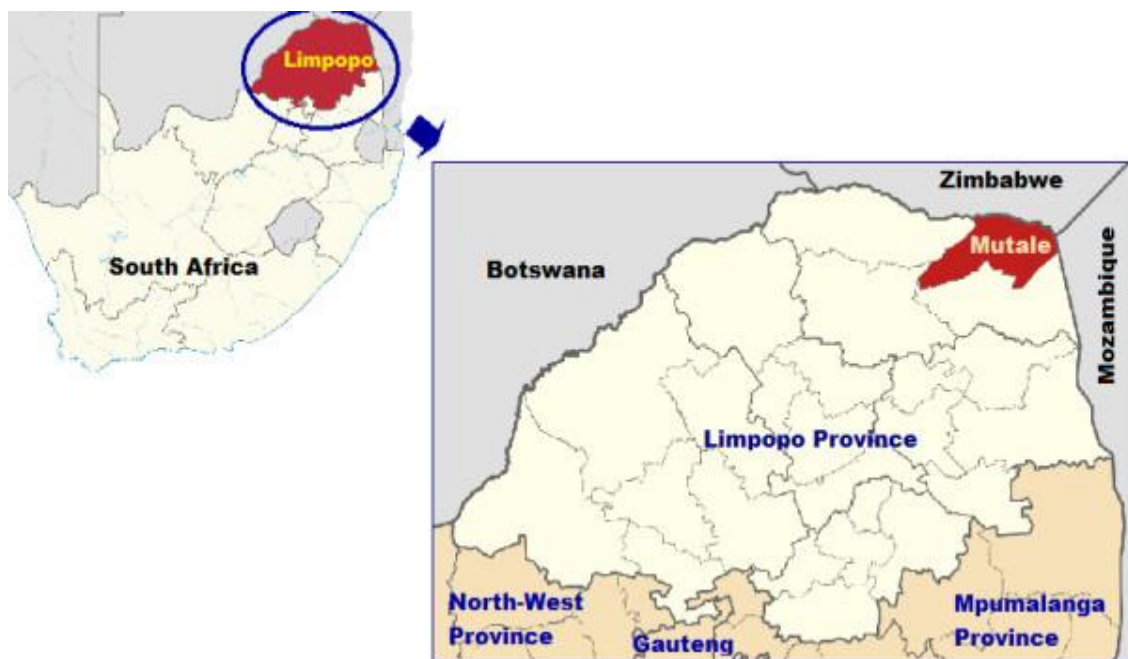 Limpopo
South Africa
Zimbabwe
Mutale
Botswana
Mozambique
Limpopo Province
North-West
Province
Gauteng
Mpumalanga
Province